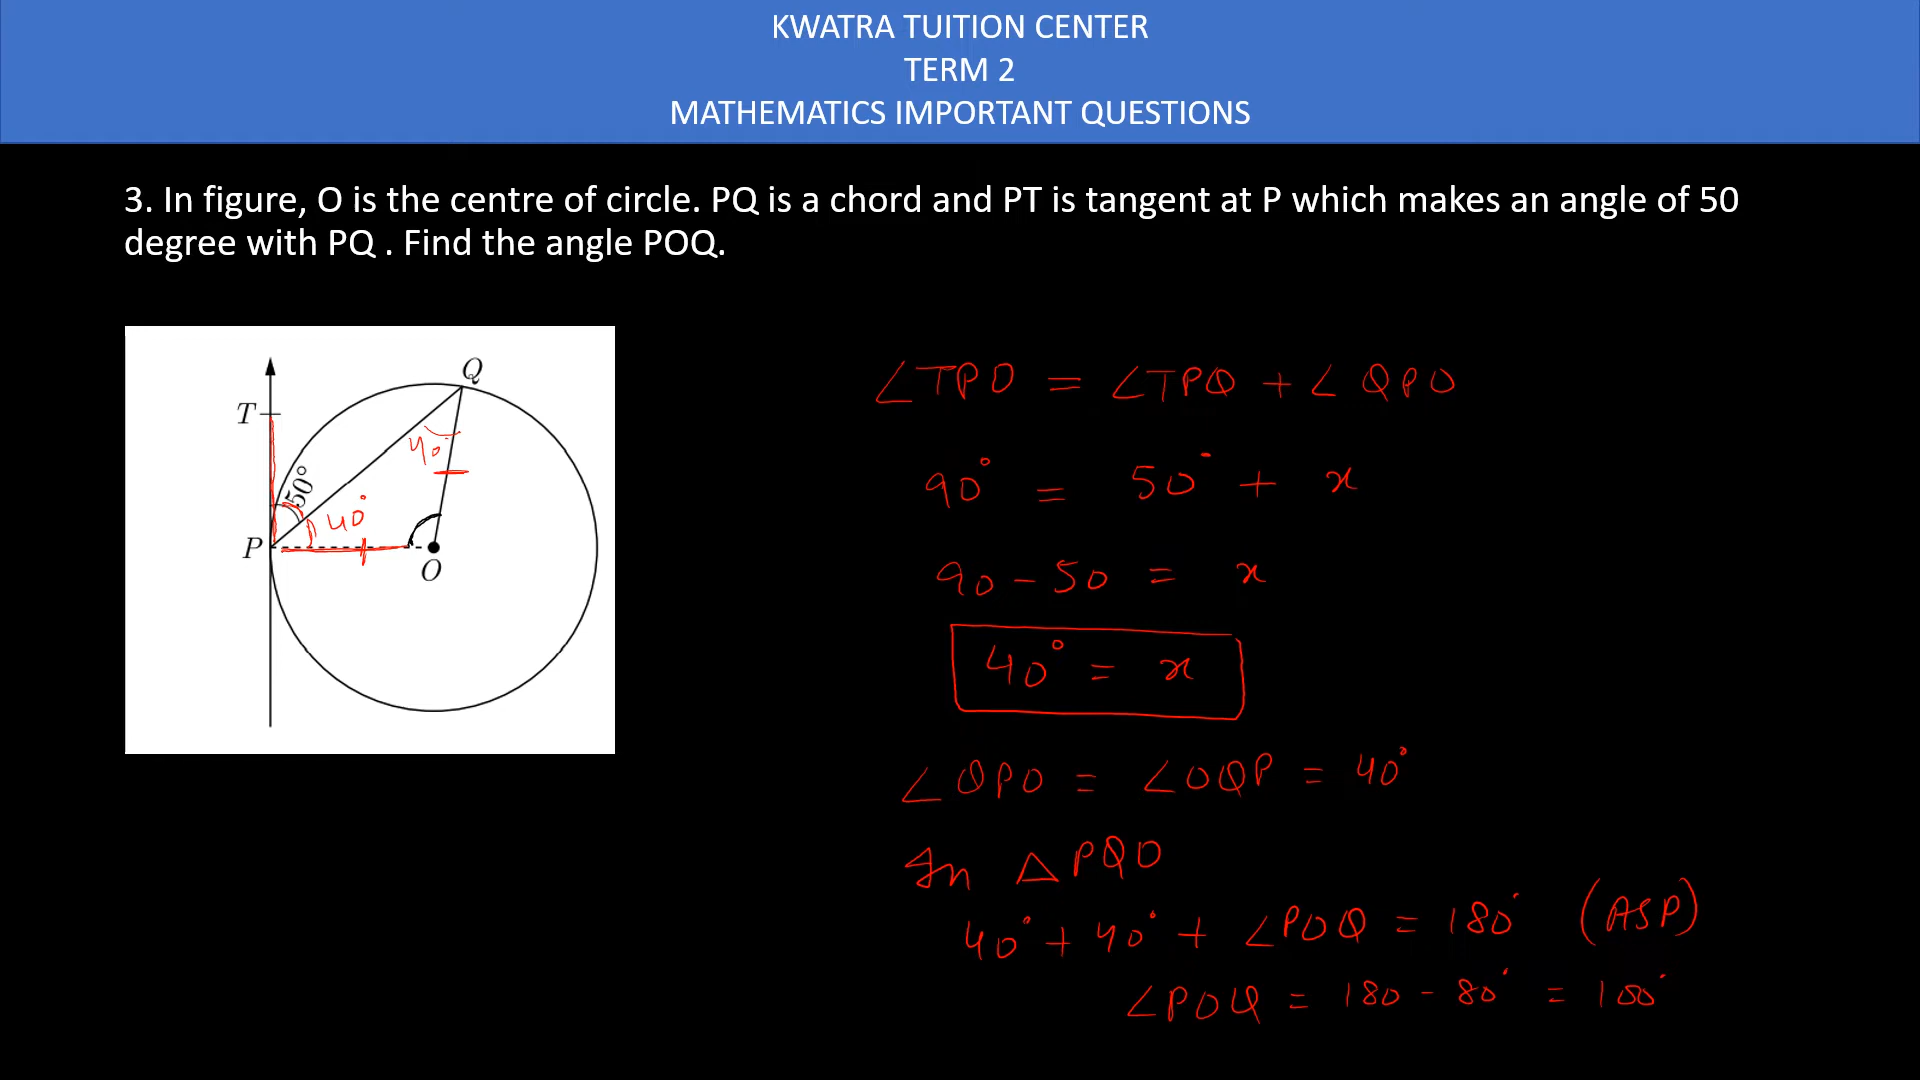 KWATRA TUITION CENTER
TERM 2
MATHEMATICS IMPORTANT QUESTIONS
3. In figure, O is the centre of circle. PQ is a chord and PT is tangent at P which makes an angle of 50
degree with PQ . Find the angle POQ.
Q
T
40°
50°
40°
P
O
∠TPO = ∠TPQ + ∠QPO
90° = 50° + x
90 - 50 = x
40° = x
∠QPO = ∠OQP = 40°
In △PQO
40° + 40° + ∠POQ = 180° (ASP)
∠POQ = 180 - 80° = 100°